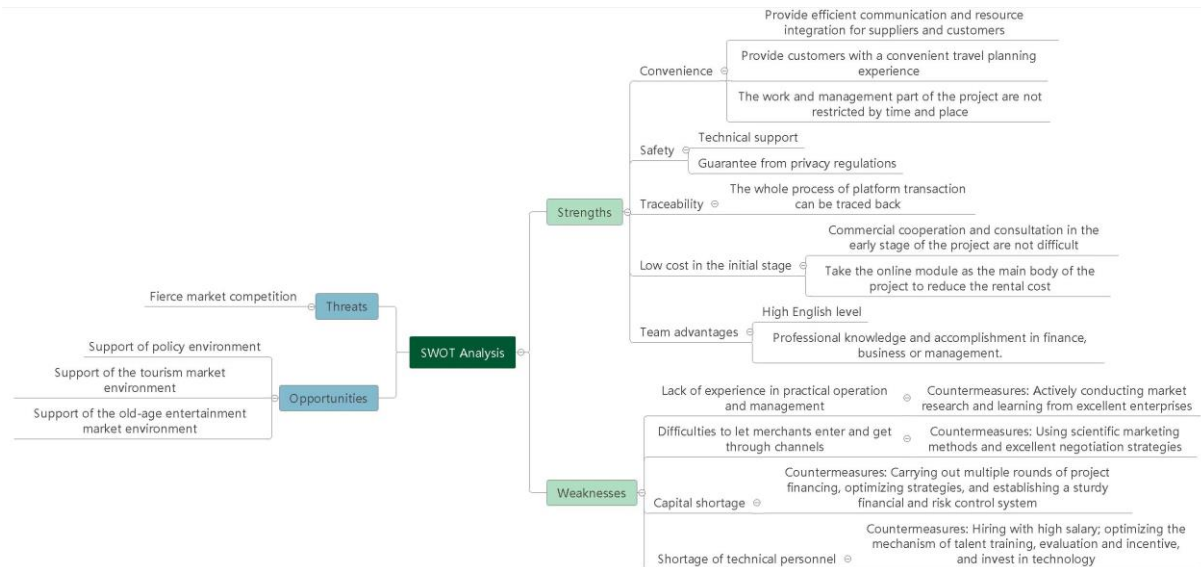 SWOT Analysis
Strengths
Convenience
Provide efficient communication and resource
integration for suppliers and customers
Provide customers with a convenient travel planning
experience
The work and management part of the project are not
restricted by time and place
Safety
Technical support
Guarantee from privacy regulations
Traceability
The whole process of platform transaction
can be traced back
Low cost in the initial stage
Commercial cooperation and consultation in the
early stage of the project are not difficult
Take the online module as the main body of the
project to reduce the rental cost
Team advantages
High English level
Professional knowledge and accomplishment in finance,
business or management.
Weaknesses
Lack of experience in practical operation
and management
Countermeasures: Actively conducting market
research and learning from excellent enterprises
Difficulties to let merchants enter and get
through channels
Countermeasures: Using scientific marketing
methods and excellent negotiation strategies
Capital shortage
Countermeasures: Carrying out multiple rounds of project
financing, optimizing strategies, and establishing a sturdy
financial and risk control system
Shortage of technical personnel
Countermeasures: Hiring with high salary; optimizing the
mechanism of talent training, evaluation and incentive,
and invest in technology
Threats
Fierce market competition
Opportunities
Support of policy environment
Support of the tourism market
environment
Support of the old-age entertainment
market environment